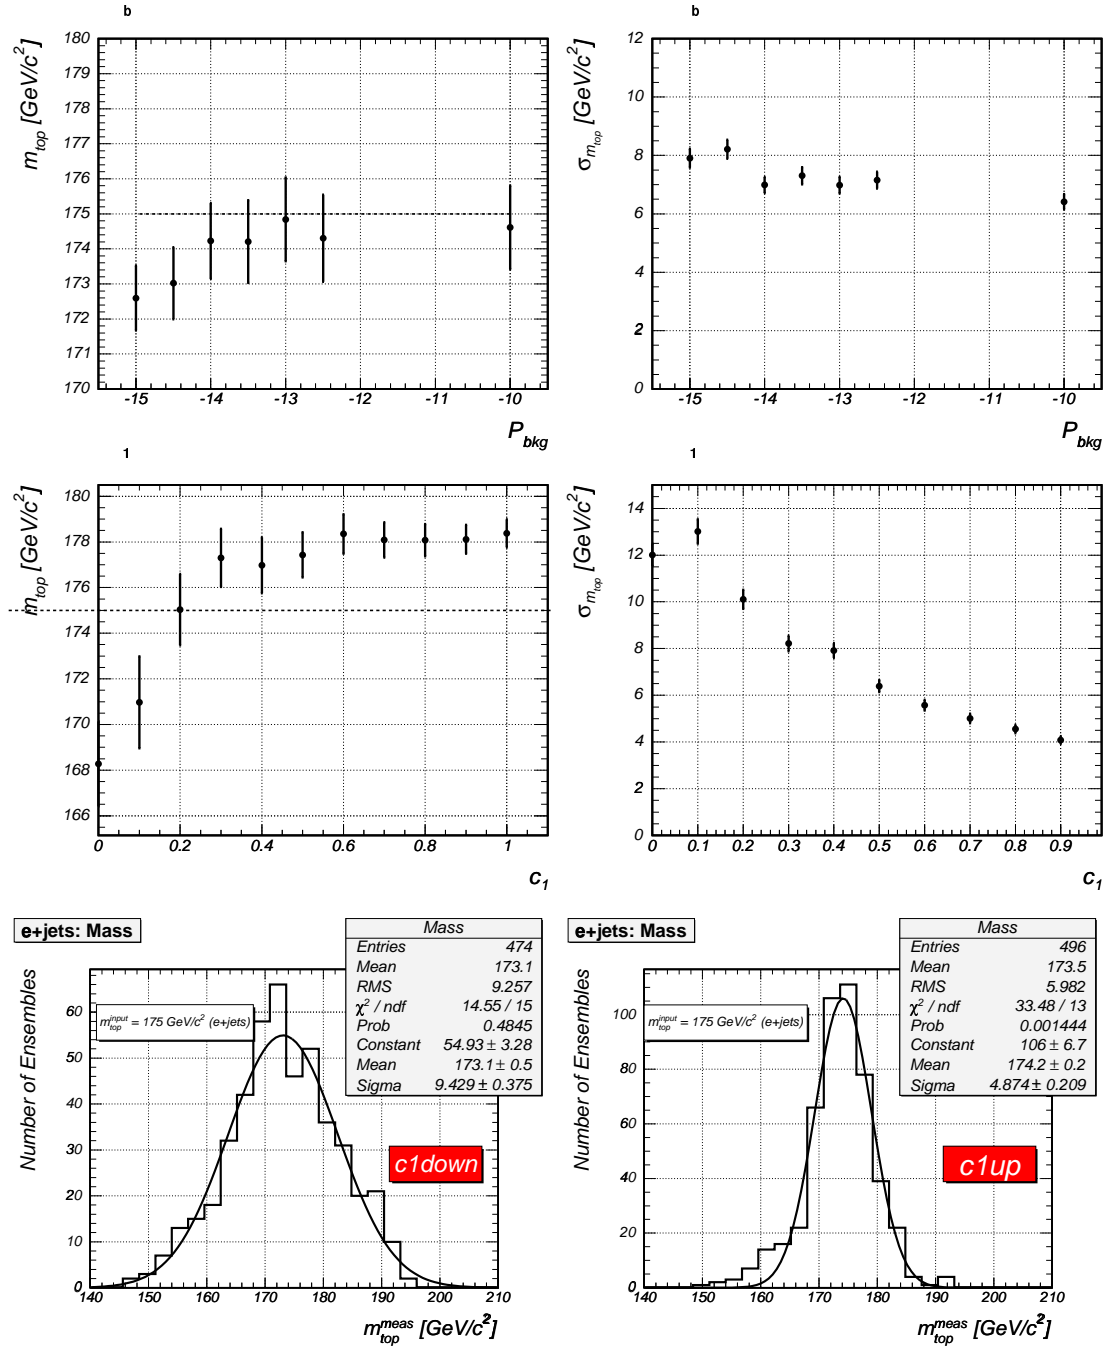 b
m_top [GeV/c²]
180
179
178
177
176
175
174
173
172
171
170
-15 -14 -13 -12 -11 -10
P_bkg
b
σ_m_top [GeV/c²]
12
10
8
6
4
2
0
-15 -14 -13 -12 -11 -10
P_bkg
1
m_top [GeV/c²]
180
178
176
174
172
170
168
166
0 0.2 0.4 0.6 0.8 1
c₁
1
σ_m_top [GeV/c²]
14
12
10
8
6
4
2
0
0 0.1 0.2 0.3 0.4 0.5 0.6 0.7 0.8 0.9
c₁
e+jets: Mass
Mass
Entries 474
Mean 173.1
RMS 9.257
χ² / ndf 14.55 / 15
Prob 0.4845
Constant 54.93 ± 3.28
Mean 173.1 ± 0.5
Sigma 9.429 ± 0.375
m_top^input = 175 GeV/c² (e+jets)
c1down
Number of Ensembles
60
50
40
30
20
10
0
140 150 160 170 180 190 200 210
m_top^meas [GeV/c²]
e+jets: Mass
Mass
Entries 496
Mean 173.5
RMS 5.982
χ² / ndf 33.48 / 13
Prob 0.001444
Constant 106 ± 6.7
Mean 174.2 ± 0.2
Sigma 4.874 ± 0.209
m_top^input = 175 GeV/c² (e+jets)
c1up
Number of Ensembles
100
80
60
40
20
0
140 150 160 170 180 190 200 210
m_top^meas [GeV/c²]